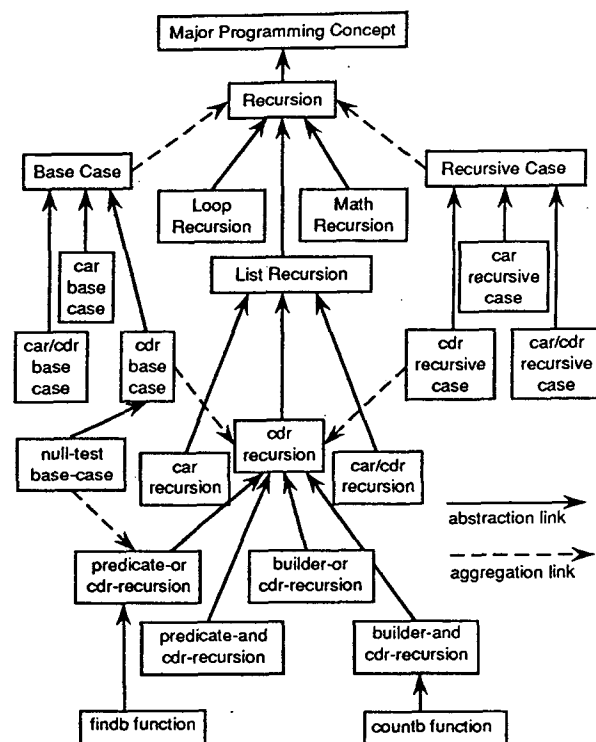 Major Programming Concept
Recursion
Base Case
Recursive Case
Loop
Recursion
Math
Recursion
car
base
case
car
recursive
case
List Recursion
car/cdr
base
case
cdr
base
case
cdr
recursive
case
car/cdr
recursive
case
null-test
base-case
car
recursion
cdr
recursion
car/cdr
recursion
abstraction link
aggregation link
predicate-or
cdr-recursion
builder-or
cdr-recursion
predicate-and
cdr-recursion
builder-and
cdr-recursion
findb function
countb function